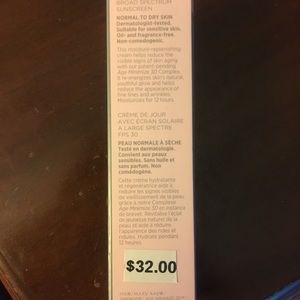 BROAD SPECTRUM
SUNSCREEN
NORMAL TO DRY SKIN
Dermatologist-tested.
Suitable for sensitive skin.
Oil- and fragrance-free.
Non-comedogenic.
This moisture-replenishing
cream helps reduce the visible
signs of skin aging
with our patent-pending
Age Minimize 3D Complex.
It re-energizes skin's natural,
youthful glow and helps
reduce the appearance of
fine lines and wrinkles.
Moisturizes for 12 hours.
CRÈME DE JOUR
AVEC ÉCRAN SOLAIRE
À LARGE SPECTRE
FPS 30
PEAU NORMALE À SÈCHE
Testé en dermatologie.
Convient aux peaux
sensibles. Sans huile et
sans parfum. Non
comédogène.
Cette crème hydratante
et régénératrice aide à
réduire les signes visibles
de vieillissement de la peau
grâce à notre Complexe
Age Minimize 3D en instance
de brevet. Revitalise l'éclat
de jeunesse naturel de la
peau et aide à réduire
l'apparence des rides et
ridules. Hydrate pendant
12 heures.
$32.00